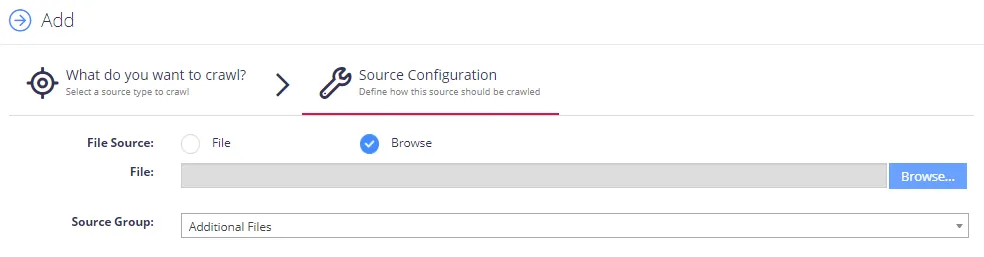 Add
What do you want to crawl?
Select a source type to crawl
Source Configuration
Define how this source should be crawled
File Source: File Browse
File: Browse...
Source Group: Additional Files